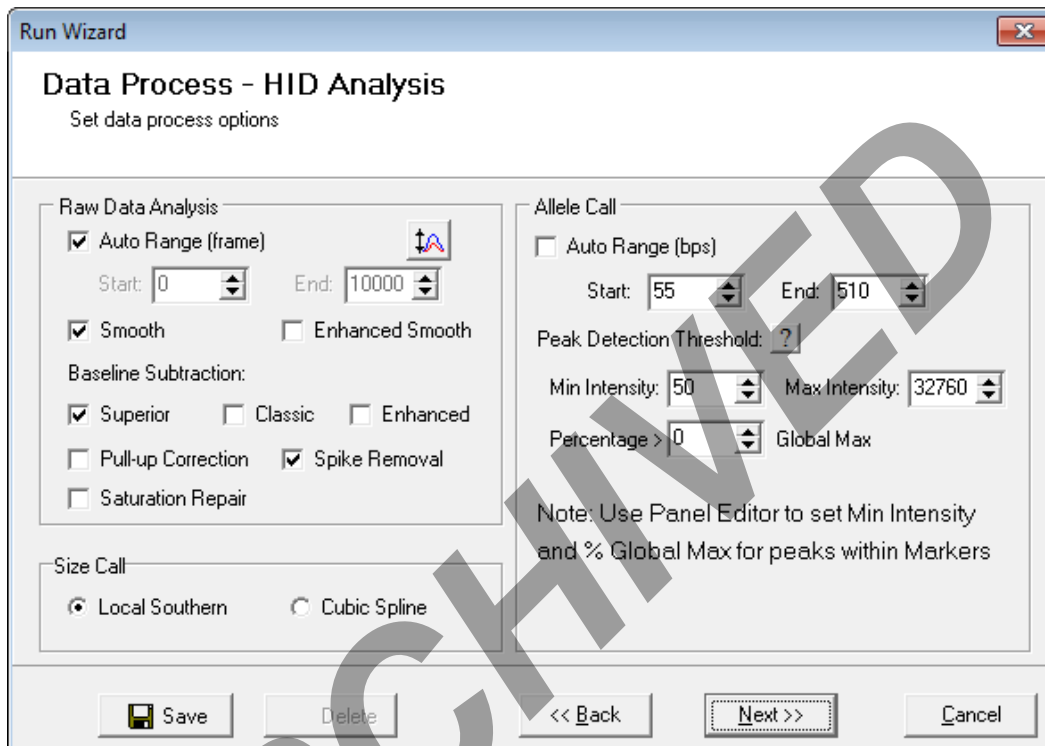 Run Wizard
Data Process - HID Analysis
Set data process options
Raw Data Analysis
Auto Range (frame)
Start: 0 End: 10000
Smooth Enhanced Smooth
Baseline Subtraction:
Superior Classic Enhanced
Pull-up Correction Spike Removal
Saturation Repair
Size Call
Local Southern Cubic Spline
Allele Call
Auto Range (bps)
Start: 55 End: 510
Peak Detection Threshold: ?
Min Intensity: 50 Max Intensity: 32760
Percentage > 0 Global Max
Note: Use Panel Editor to set Min Intensity
and % Global Max for peaks within Markers
Save Delete << Back Next >> Cancel
CHIVED